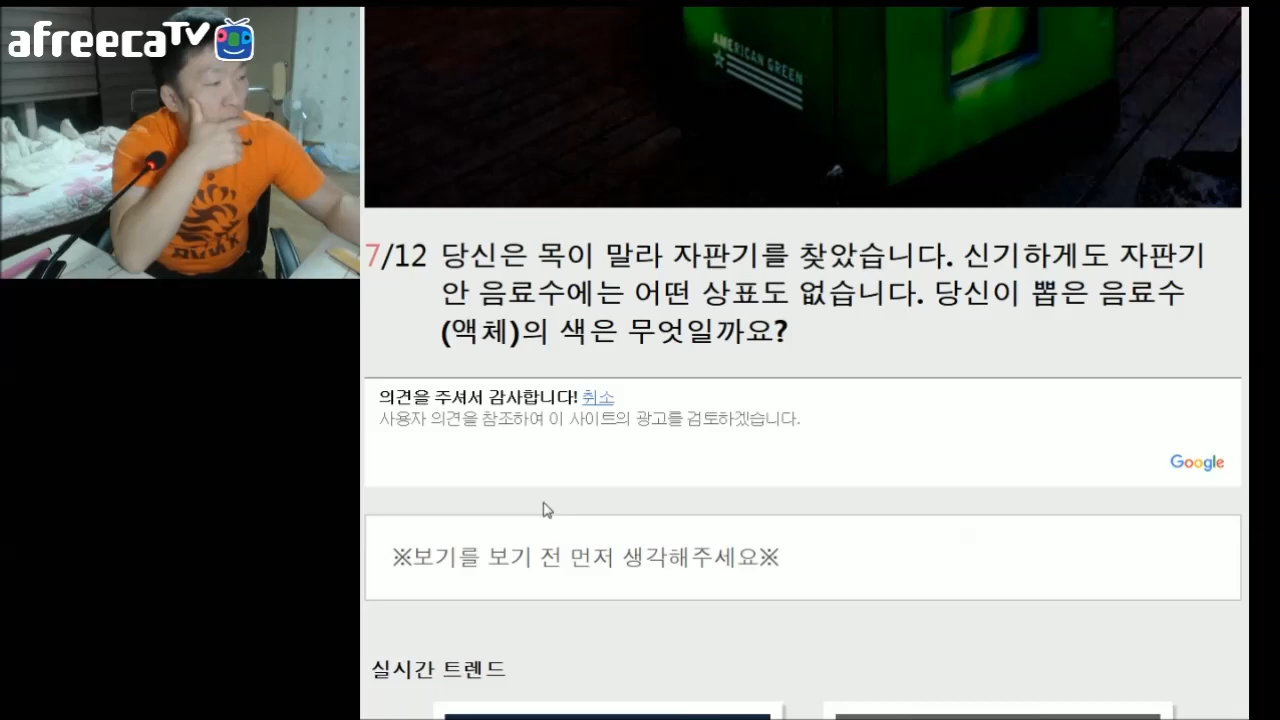 afreecaTV
AMERICAN GREEN
7/12 당신은 목이 말라 자판기를 찾았습니다. 신기하게도 자판기
안 음료수에는 어떤 상표도 없습니다. 당신이 뽑은 음료수
(액체)의 색은 무엇일까요?
의견을 주셔서 감사합니다! 취소
사용자 의견을 참조하여 이 사이트의 광고를 검토하겠습니다.
Google
※보기를 보기 전 먼저 생각해주세요※
실시간 트렌드